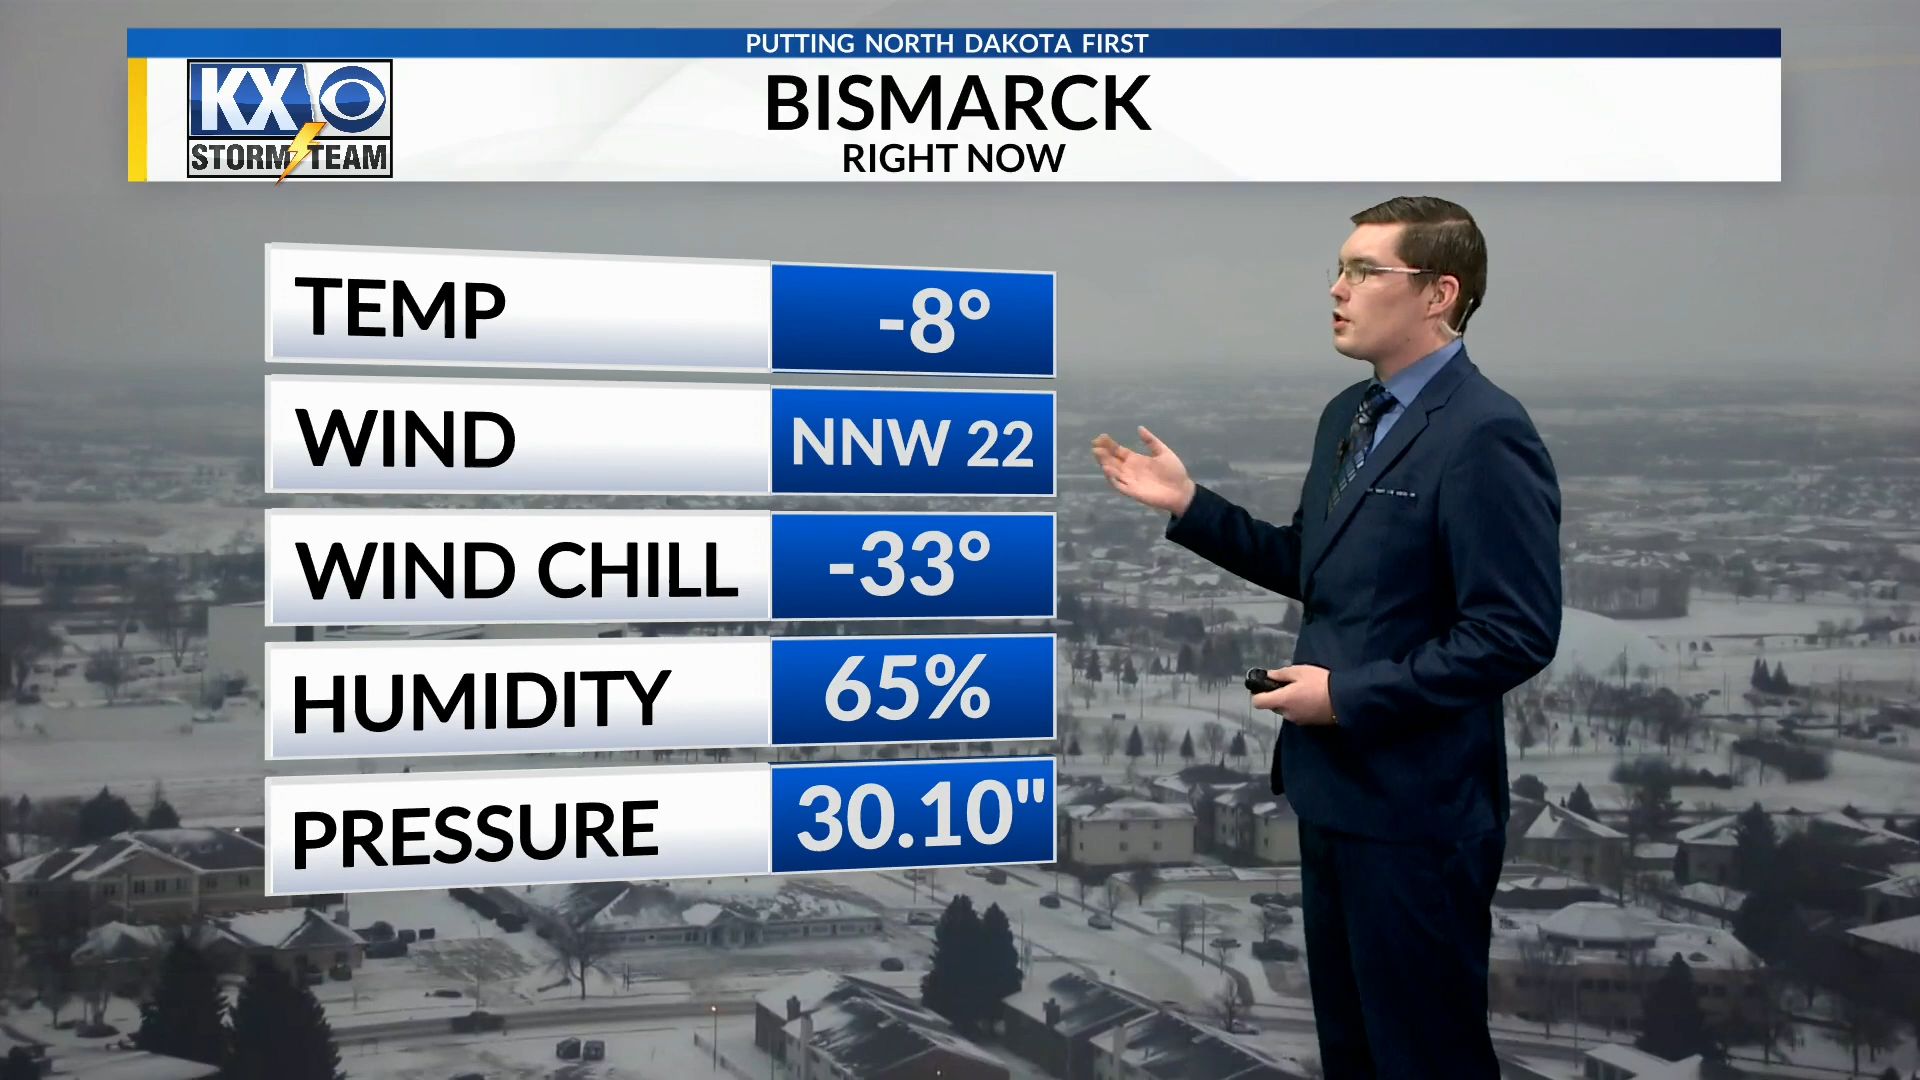 PUTTING NORTH DAKOTA FIRST
KX
STORM TEAM
BISMARCK
RIGHT NOW
TEMP -8°
WIND NNW 22
WIND CHILL -33°
HUMIDITY 65%
PRESSURE 30.10"